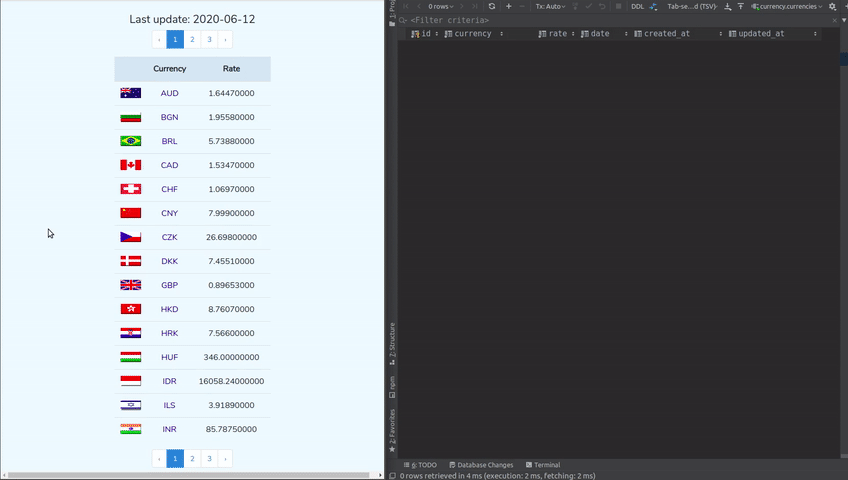 Last update: 2020-06-12
‹ 1 2 3 ›
Currency Rate
AUD 1.64470000
BGN 1.95580000
BRL 5.73880000
CAD 1.53470000
CHF 1.06970000
CNY 7.99900000
CZK 26.69800000
DKK 7.45510000
GBP 0.89653000
HKD 8.76070000
HRK 7.56600000
HUF 346.00000000
IDR 16058.24000000
ILS 3.91890000
INR 85.78750000
‹ 1 2 3 ›
0 rows Tx: Auto DDL Tab-se...d (TSV) currency.currencies
<Filter criteria>
id currency rate date created_at updated_at
2: Structure
npm
2: Favorites
6: TODO Database Changes Terminal
0 rows retrieved in 4 ms (execution: 2 ms, fetching: 2 ms)